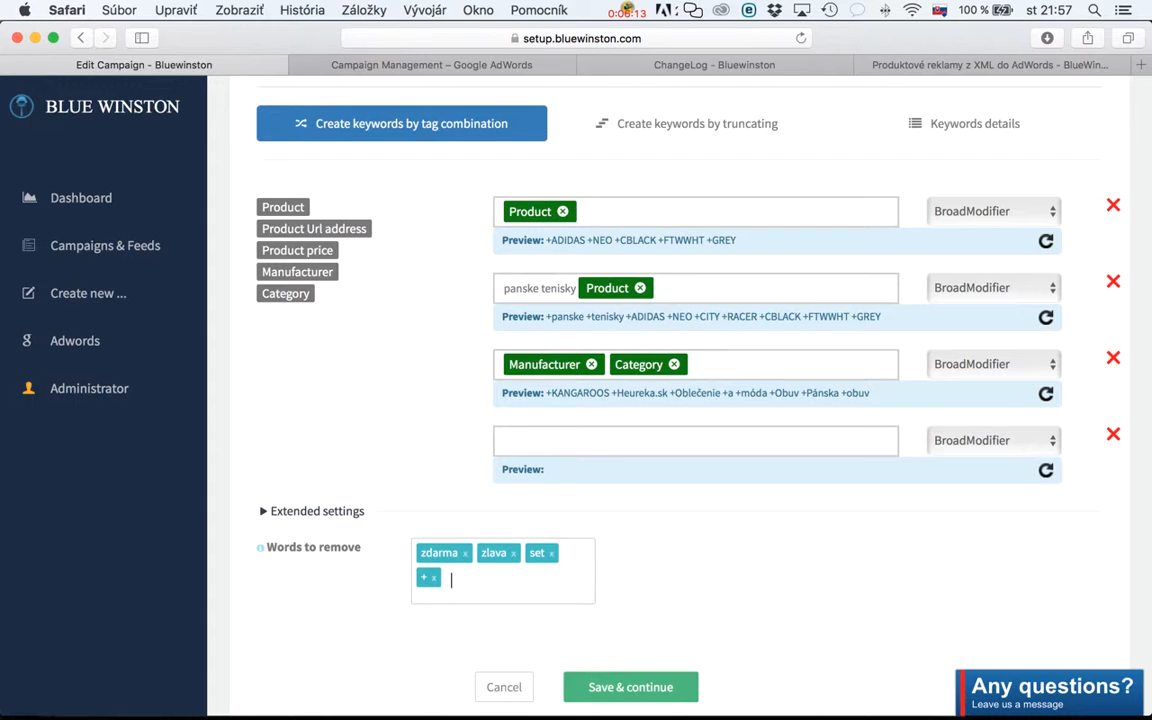 Safari Súbor Upraviť Zobraziť História Záložky Vývojár Okno Pomocník 0:06:13 100 % st 21:57
setup.bluewinston.com
Edit Campaign - Bluewinston Campaign Management – Google AdWords ChangeLog - Bluewinston Produktové reklamy z XML do AdWords - BlueWin...
BLUE WINSTON
Create keywords by tag combination Create keywords by truncating Keywords details
Dashboard
Campaigns & Feeds
Create new ...
Adwords
Administrator
Product
Product Url address
Product price
Manufacturer
Category
Product BroadModifier
Preview: +ADIDAS +NEO +CBLACK +FTWWHT +GREY
panske tenisky Product BroadModifier
Preview: +panske +tenisky +ADIDAS +NEO +CITY +RACER +CBLACK +FTWWHT +GREY
Manufacturer Category BroadModifier
Preview: +KANGAROOS +Heureka.sk +Oblečenie +a +móda +Obuv +Pánska +obuv
BroadModifier
Preview:
Extended settings
Words to remove
zdarma x zlava x set x
+ x
Cancel Save & continue
Any questions?
Leave us a message